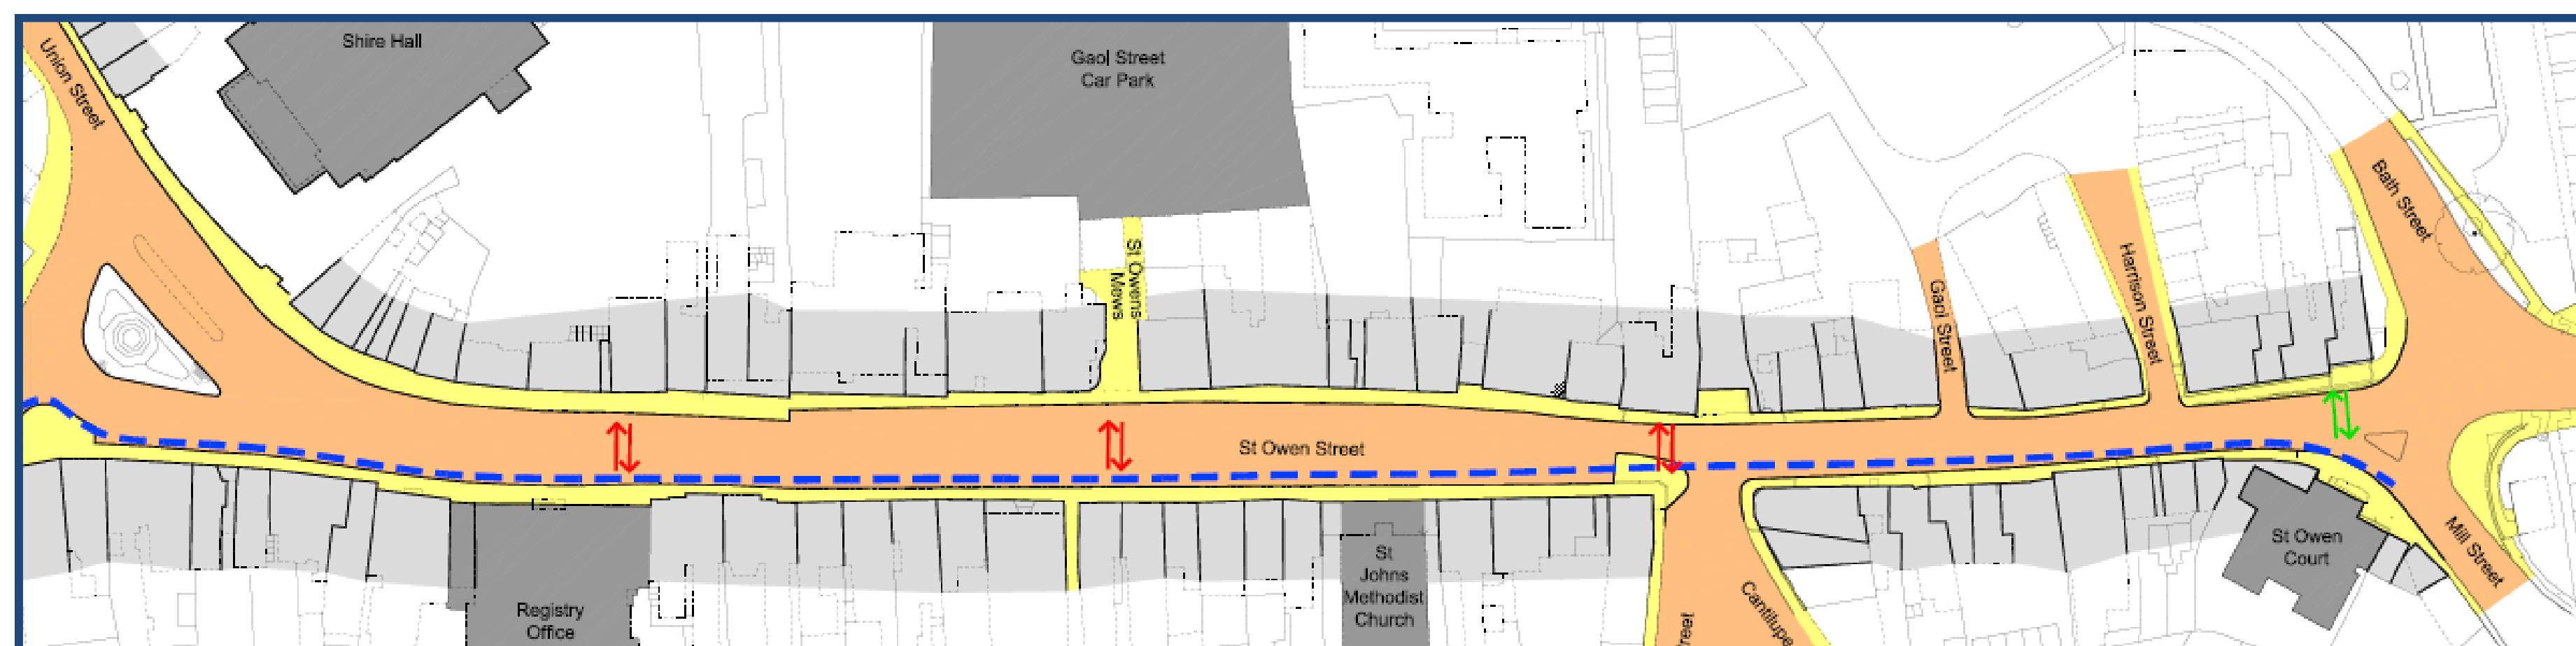 Union Street
Shire Hall
Gaol Street
Car Park
St Owens
Mews
Gaol Street
Harrison Street
Bath Street
St Owen Street
Registry
Office
St
Johns
Methodist
Church
reet
Cantilupe
St Owen
Court
Mill Street